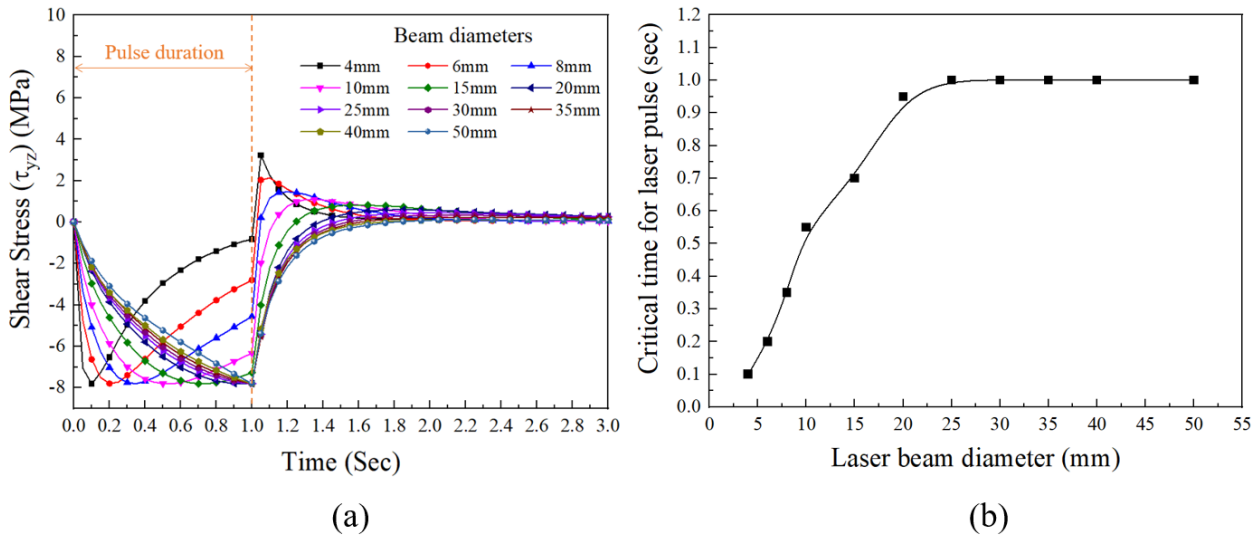 10
8
6
4
2
0
-2
-4
-6
-8
Shear Stress (τyz) (MPa)
Pulse duration
Beam diameters
4mm 6mm 8mm
10mm 15mm 20mm
25mm 30mm 35mm
40mm 50mm
0.0 0.2 0.4 0.6 0.8 1.0 1.2 1.4 1.6 1.8 2.0 2.2 2.4 2.6 2.8 3.0
Time (Sec)
(a)
1.2
1.1
1.0
0.9
0.8
0.7
0.6
0.5
0.4
0.3
0.2
0.1
0.0
Critical time for laser pulse (sec)
0 5 10 15 20 25 30 35 40 45 50 55
Laser beam diameter (mm)
(b)